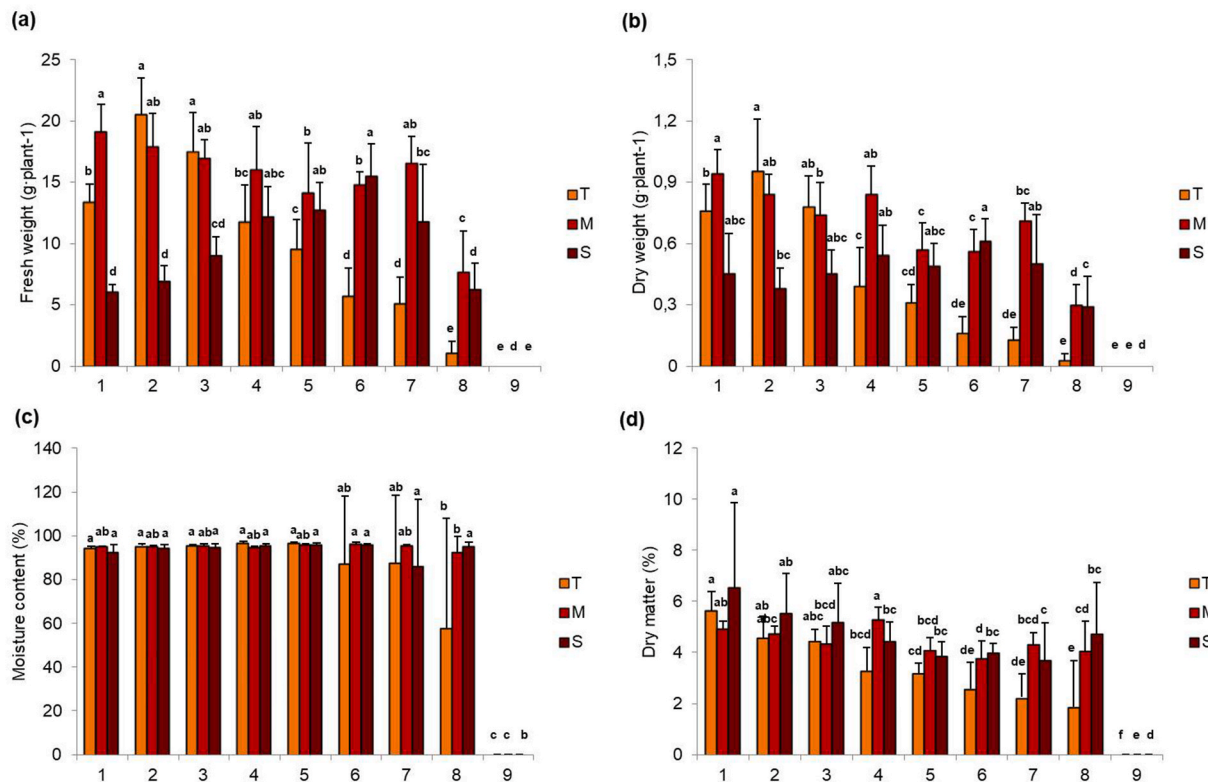 (a)
Fresh weight (g·plant-1)
25
20
15
10
5
0
b a d
a ab d
a ab cd
bc ab abc
c b ab
d b a
d ab bc
e c d
e d e
1 2 3 4 5 6 7 8 9
T
M
S
(b)
Dry weight (g·plant-1)
1,5
1,2
0,9
0,6
0,3
0
b a abc
a ab bc
ab b abc
c ab ab
cd c ab
de c a
de bc ab
e d c
e e d
1 2 3 4 5 6 7 8 9
T
M
S
(c)
Moisture content (%)
140
120
100
80
60
40
20
0
a ab a
a ab a
a ab a
a ab a
a ab a
ab ab a
ab ab a
b b a
c c b
1 2 3 4 5 6 7 8 9
T
M
S
(d)
Dry matter (%)
12
10
8
6
4
2
0
a ab a
ab abc ab
abc bcd abc
bcd a bc
cd bcd bc
de d bc
de bcd c
e cd bc
f e d
1 2 3 4 5 6 7 8 9
T
M
S